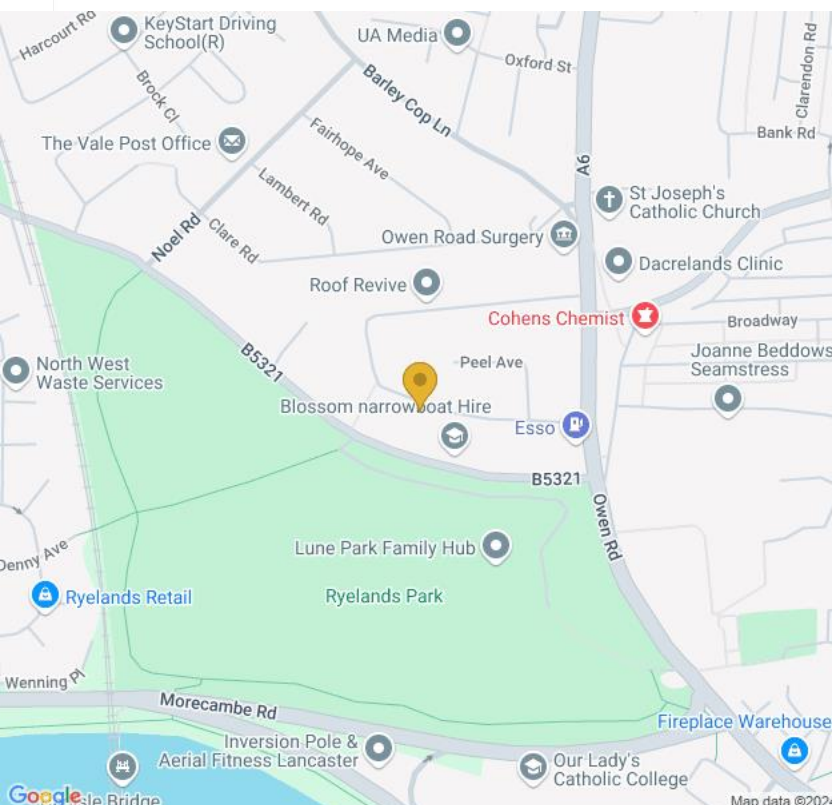 Harcourt Rd
KeyStart Driving
School(R)
UA Media
Oxford St
Clarendon Rd
Brock Cl
Barley Cop Ln
Bank Rd
The Vale Post Office
Fairhope Ave
A6
Lambert Rd
St Joseph's
Catholic Church
Noel Rd
Clare Rd
Owen Road Surgery
Dacrelands Clinic
Roof Revive
Cohens Chemist
Broadway
B5321
Peel Ave
Joanne Beddows
Seamstress
North West
Waste Services
Blossom narrowboat Hire
Esso
B5321
Owen Rd
Denny Ave
Lune Park Family Hub
Ryelands Retail
Ryelands Park
Wenning Pl
Morecambe Rd
Fireplace Warehouse
Inversion Pole &
Aerial Fitness Lancaster
Our Lady's
Catholic College
Google
sle Bridge
Map data ©2024